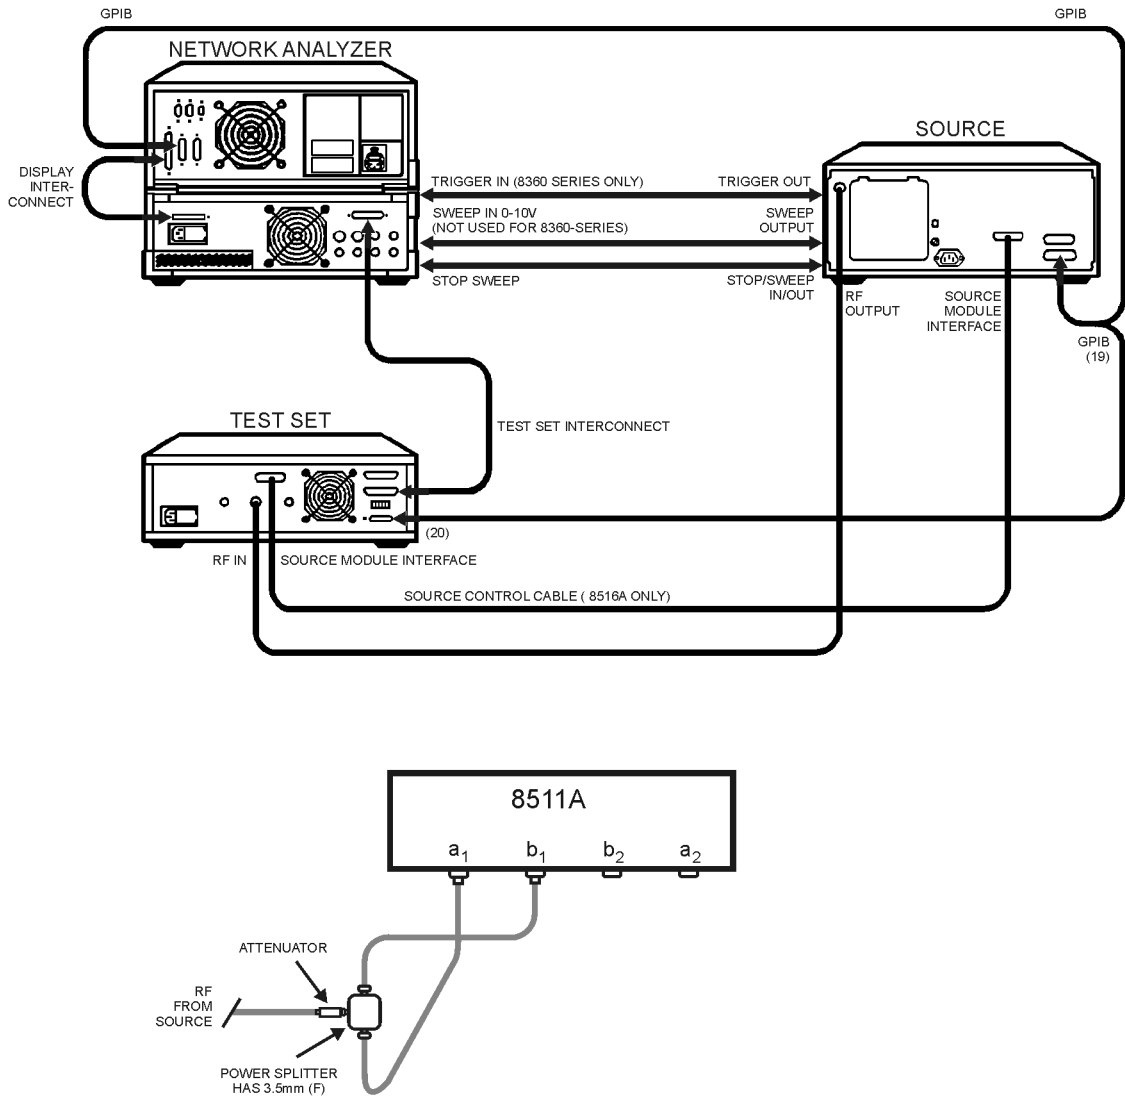 GPIB
GPIB
NETWORK ANALYZER
SOURCE
DISPLAY
INTER-
CONNECT
TRIGGER IN (8360 SERIES ONLY)
TRIGGER OUT
SWEEP IN 0-10V
(NOT USED FOR 8360-SERIES)
SWEEP
OUTPUT
STOP SWEEP
STOP/SWEEP
IN/OUT
RF
OUTPUT
SOURCE
MODULE
INTERFACE
GPIB
(19)
TEST SET
TEST SET INTERCONNECT
(20)
RF IN
SOURCE MODULE INTERFACE
SOURCE CONTROL CABLE ( 8516A ONLY)
8511A
a1
b1
b2
a2
ATTENUATOR
RF
FROM
SOURCE
POWER SPLITTER
HAS 3.5mm (F)